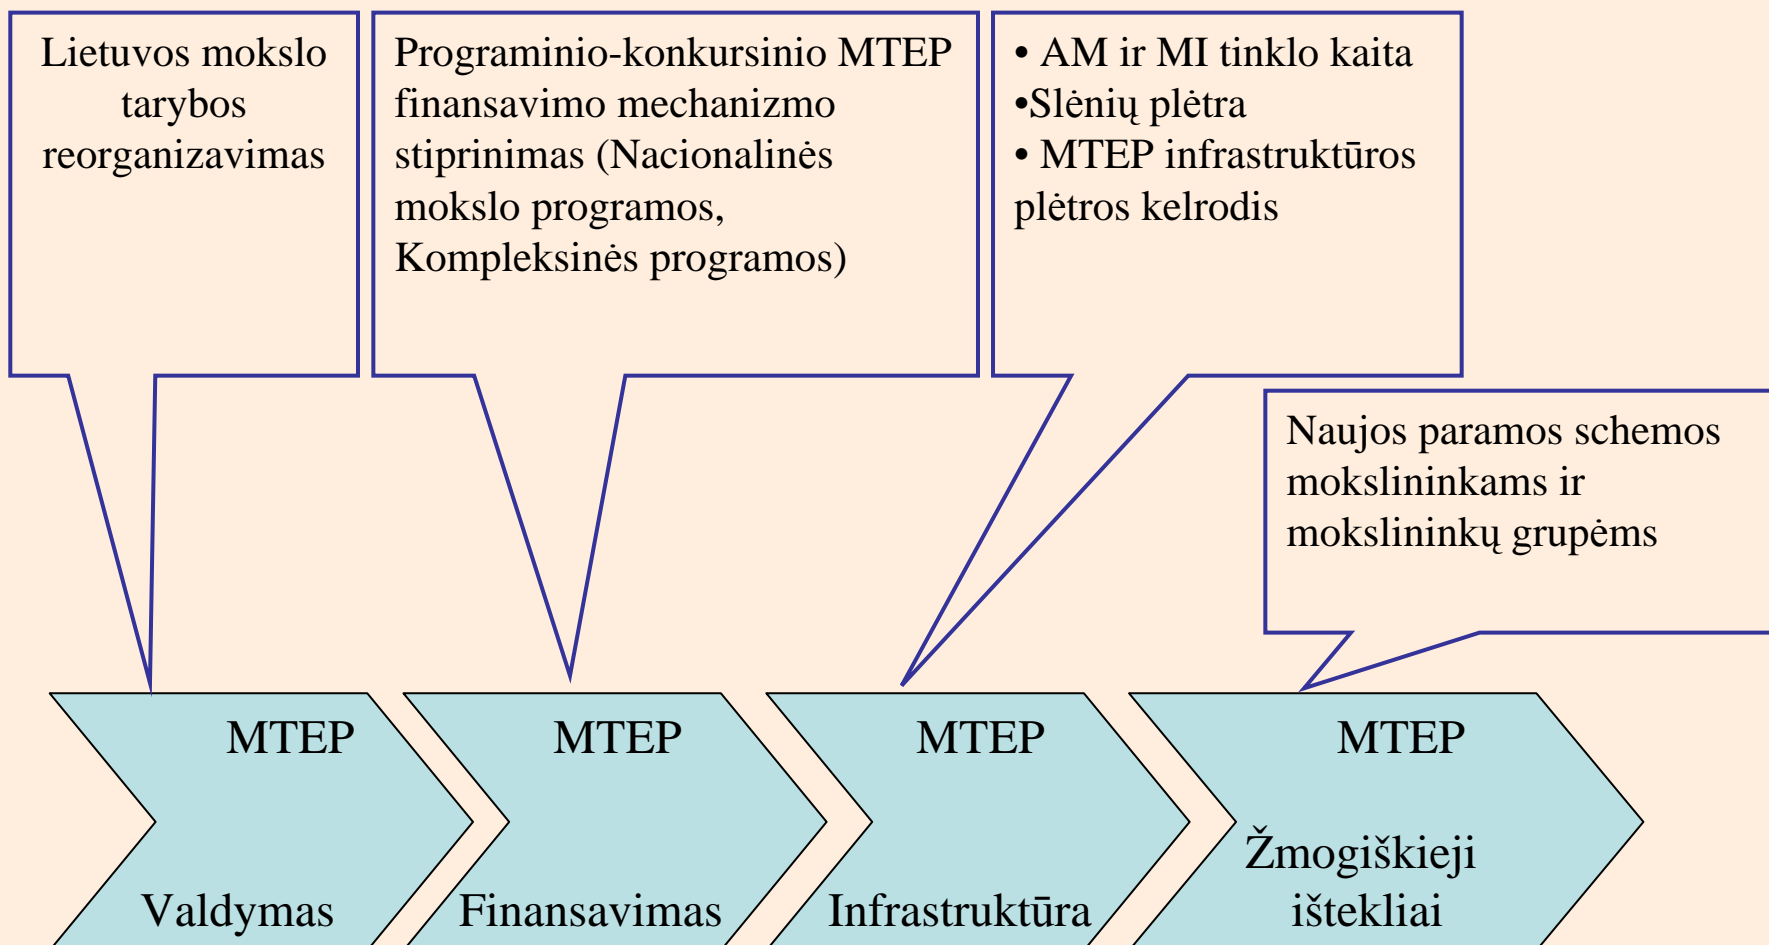 Lietuvos mokslo
tarybos
reorganizavimas
Programinio-konkursinio MTEP
finansavimo mechanizmo
stiprinimas (Nacionalinės
mokslo programos,
Kompleksinės programos)
• AM ir MI tinklo kaita
•Slėnių plėtra
• MTEP infrastruktūros
plėtros kelrodis
Naujos paramos schemos
mokslininkams ir
mokslininkų grupėms
MTEP
Valdymas
MTEP
Finansavimas
MTEP
Infrastruktūra
MTEP
Žmogiškieji
ištekliai